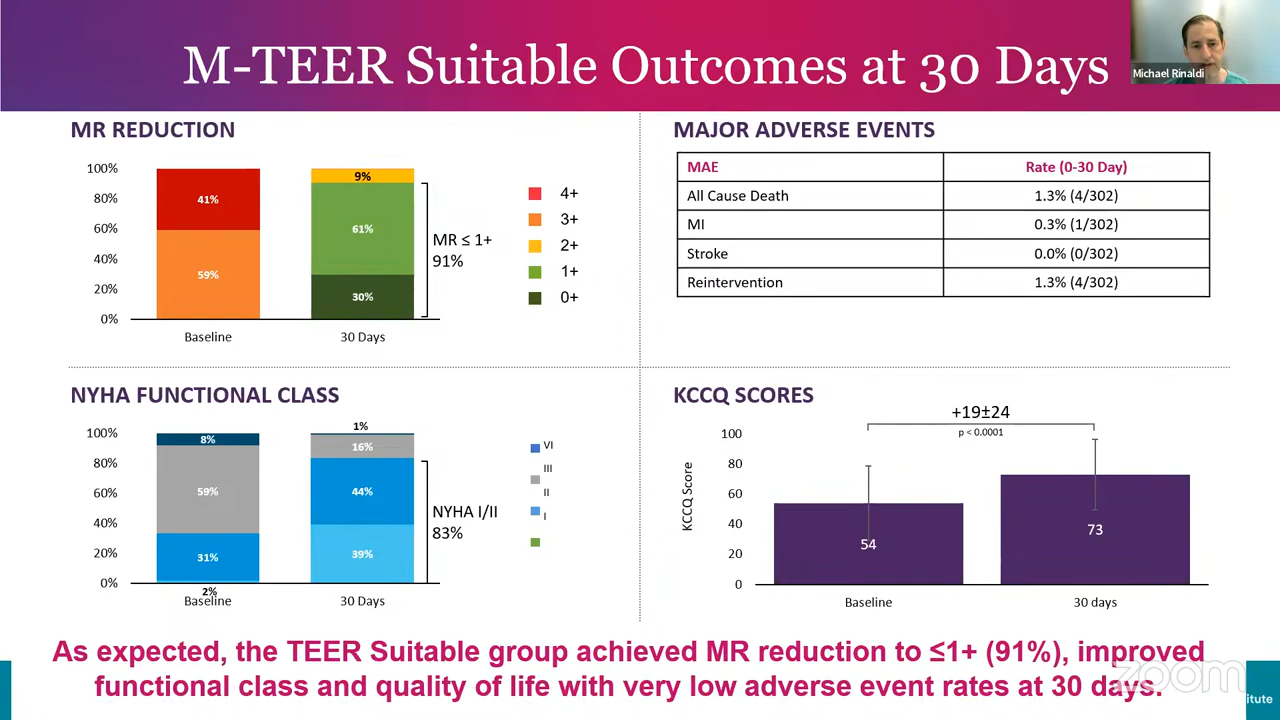 M-TEER Suitable Outcomes at 30 Days
Michael Rinaldi
MR REDUCTION
100%
80%
60%
40%
20%
0%
41%
59%
9%
61%
30%
Baseline
30 Days
MR ≤ 1+
91%
4+
3+
2+
1+
0+
MAJOR ADVERSE EVENTS
MAE Rate (0-30 Day)
All Cause Death 1.3% (4/302)
MI 0.3% (1/302)
Stroke 0.0% (0/302)
Reintervention 1.3% (4/302)
NYHA FUNCTIONAL CLASS
100%
80%
60%
40%
20%
0%
8%
59%
31%
2%
1%
16%
44%
39%
Baseline
30 Days
NYHA I/II
83%
VI
III
II
I
KCCQ SCORES
+19±24
p < 0.0001
KCCQ Score
100
80
60
40
20
0
54
73
Baseline
30 days
As expected, the TEER Suitable group achieved MR reduction to ≤1+ (91%), improved
functional class and quality of life with very low adverse event rates at 30 days.
zoom
itute